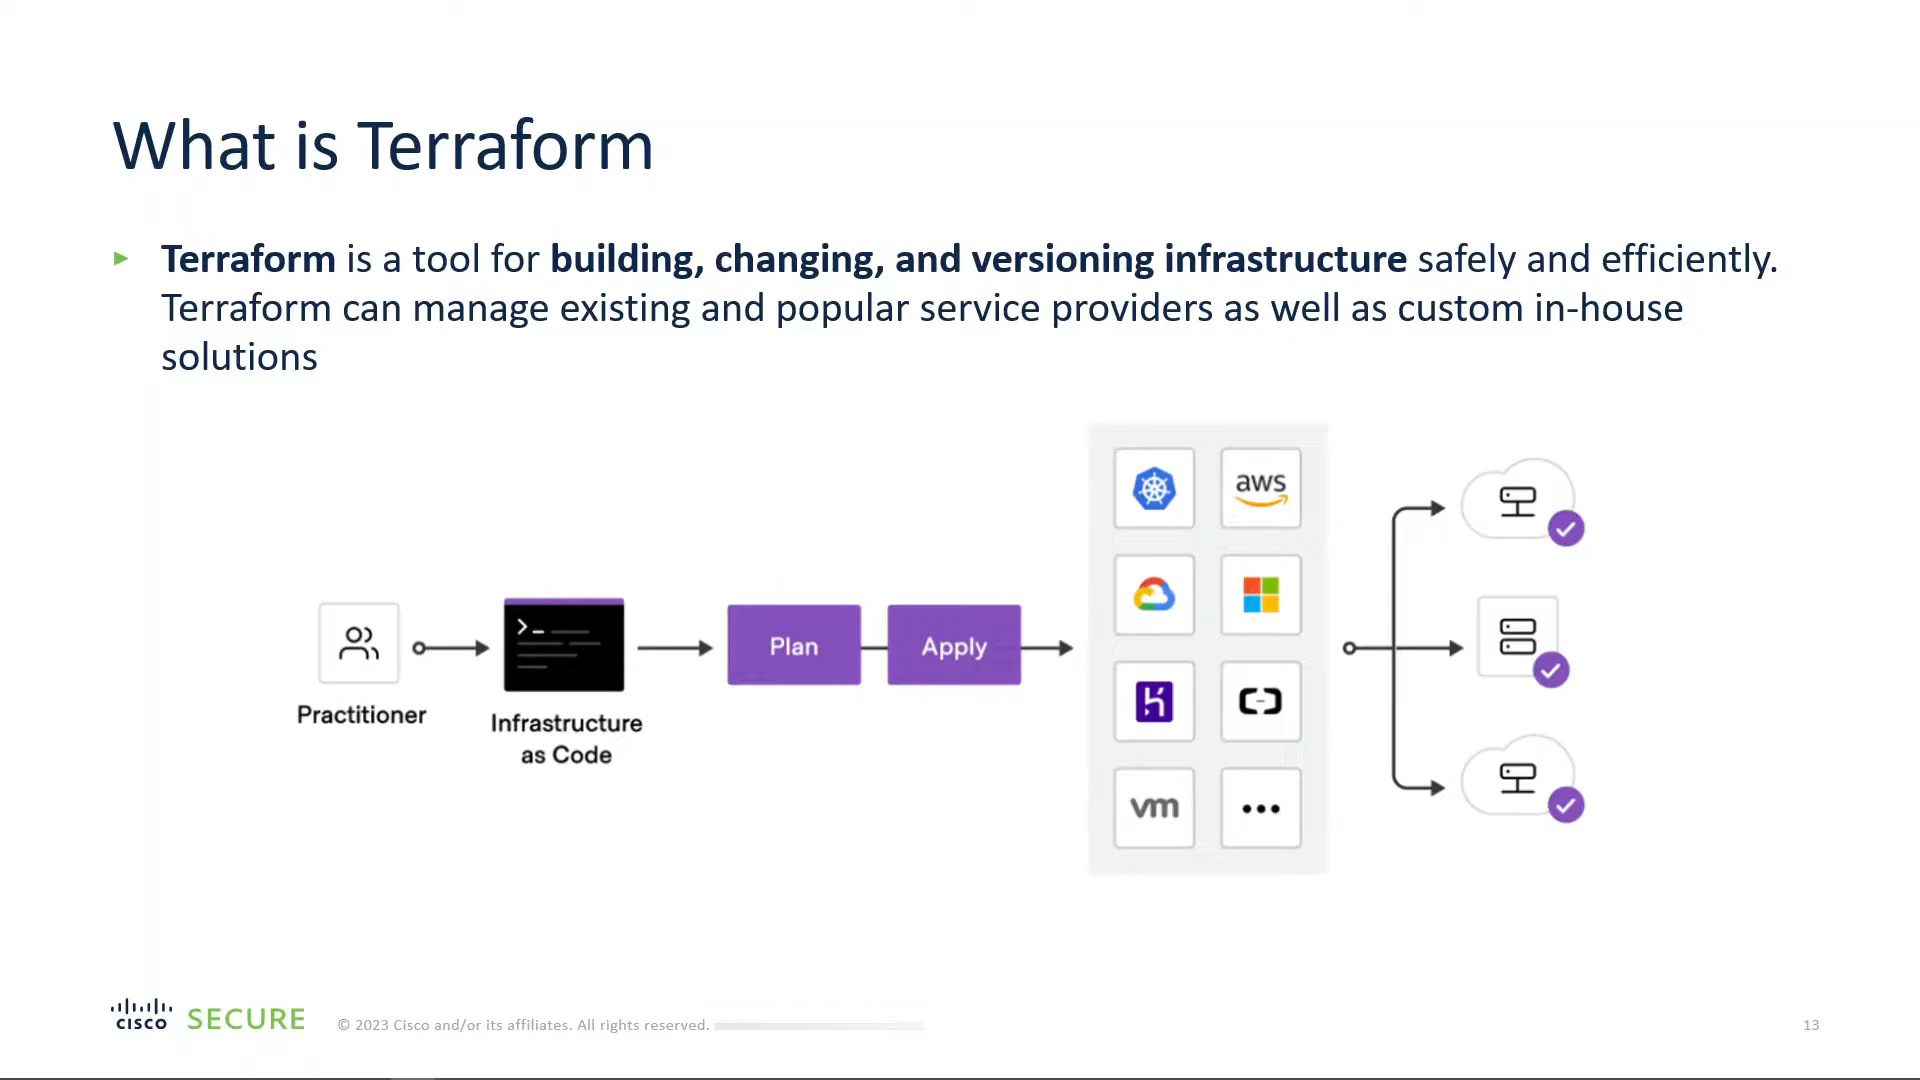 What is Terraform
Terraform is a tool for building, changing, and versioning infrastructure safely and efficiently.
Terraform can manage existing and popular service providers as well as custom in-house
solutions
Practitioner
Infrastructure
as Code
Plan
Apply
aws
vm
cisco SECURE
© 2023 Cisco and/or its affiliates. All rights reserved.
13